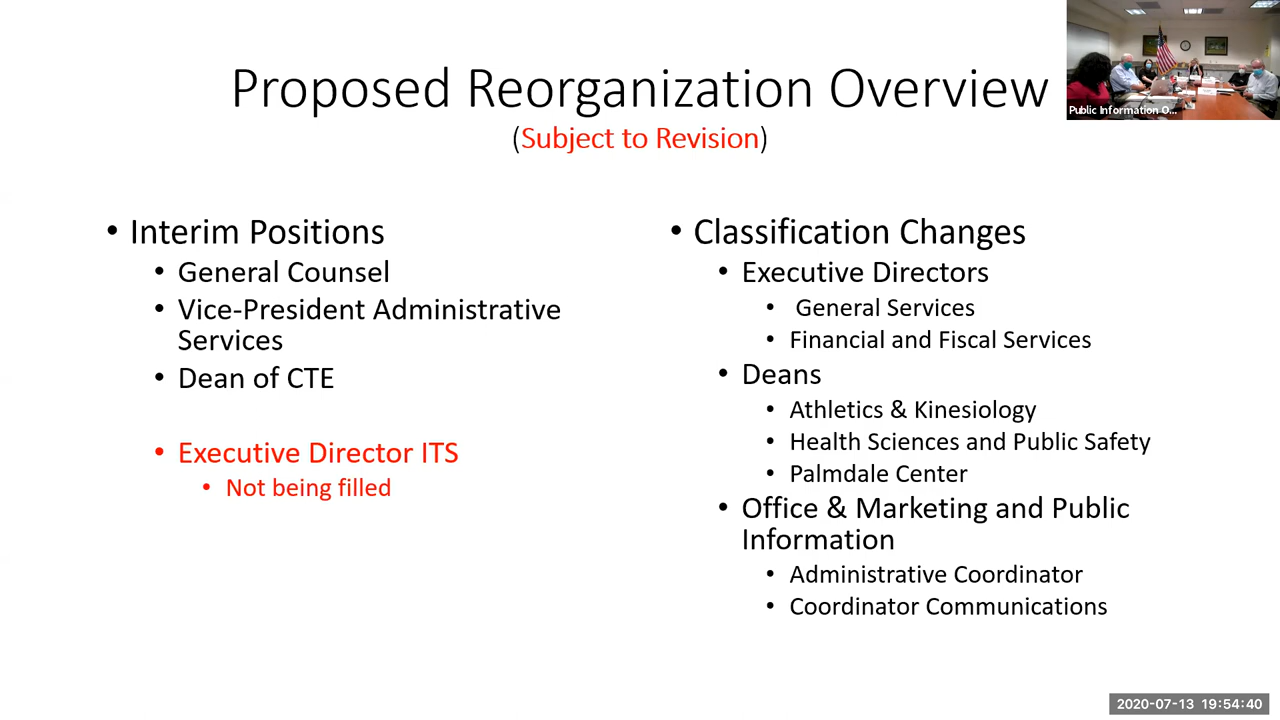 Proposed Reorganization Overview
(Subject to Revision)
Public Information O...
• Interim Positions
• General Counsel
• Vice-President Administrative
Services
• Dean of CTE
• Executive Director ITS
• Not being filled
• Classification Changes
• Executive Directors
• General Services
• Financial and Fiscal Services
• Deans
• Athletics & Kinesiology
• Health Sciences and Public Safety
• Palmdale Center
• Office & Marketing and Public
Information
• Administrative Coordinator
• Coordinator Communications
2020-07-13 19:54:40